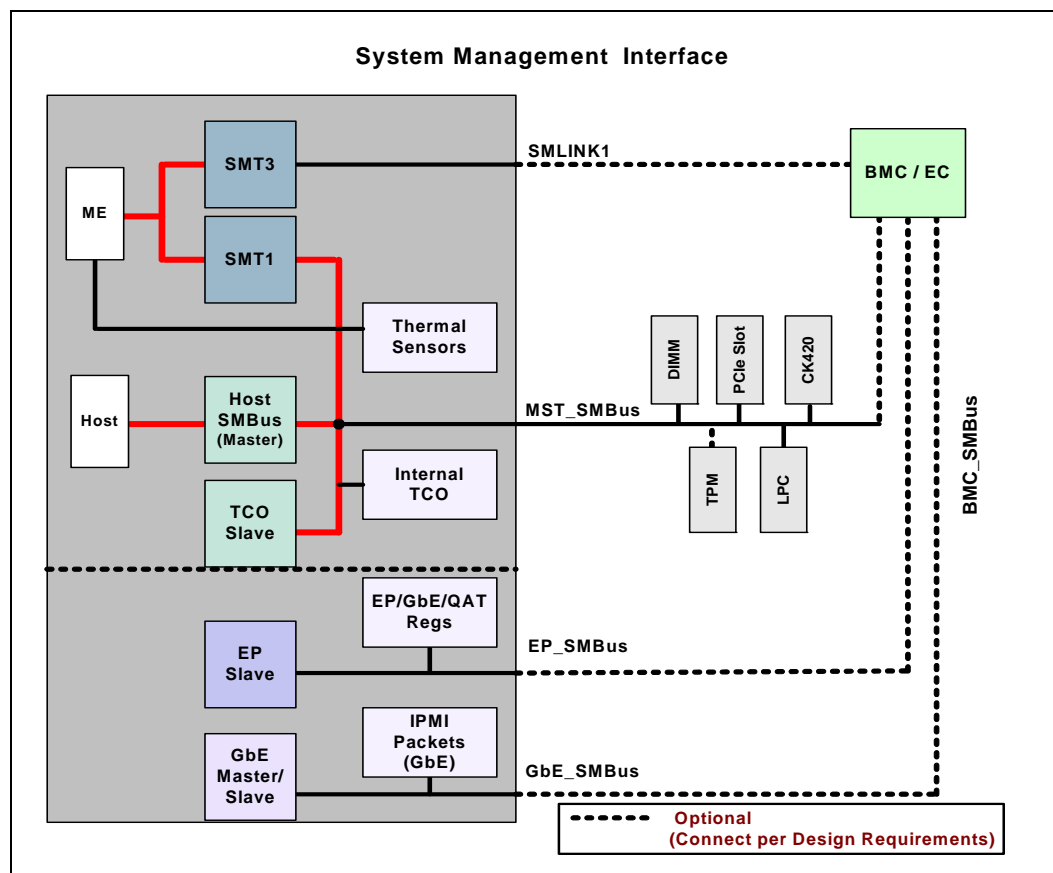 System Management Interface
SMT3
SMLINK1
BMC / EC
ME
SMT1
Thermal
Sensors
DIMM
PCIe Slot
CK420
Host
Host
SMBus
(Master)
MST_SMBus
TPM
LPC
BMC_SMBus
Internal
TCO
TCO
Slave
EP/GbE/QAT
Regs
EP
Slave
EP_SMBus
IPMI
Packets
(GbE)
GbE
Master/
Slave
GbE_SMBus
Optional
(Connect per Design Requirements)